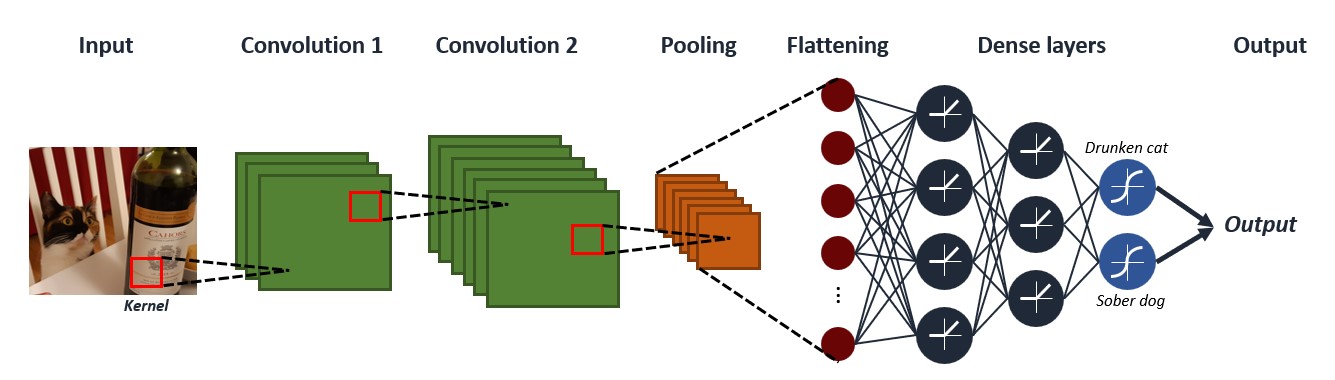 Input
Convolution 1
Convolution 2
Pooling
Flattening
Dense layers
Output
CAHORS
Kernel
Drunken cat
Sober dog
Output